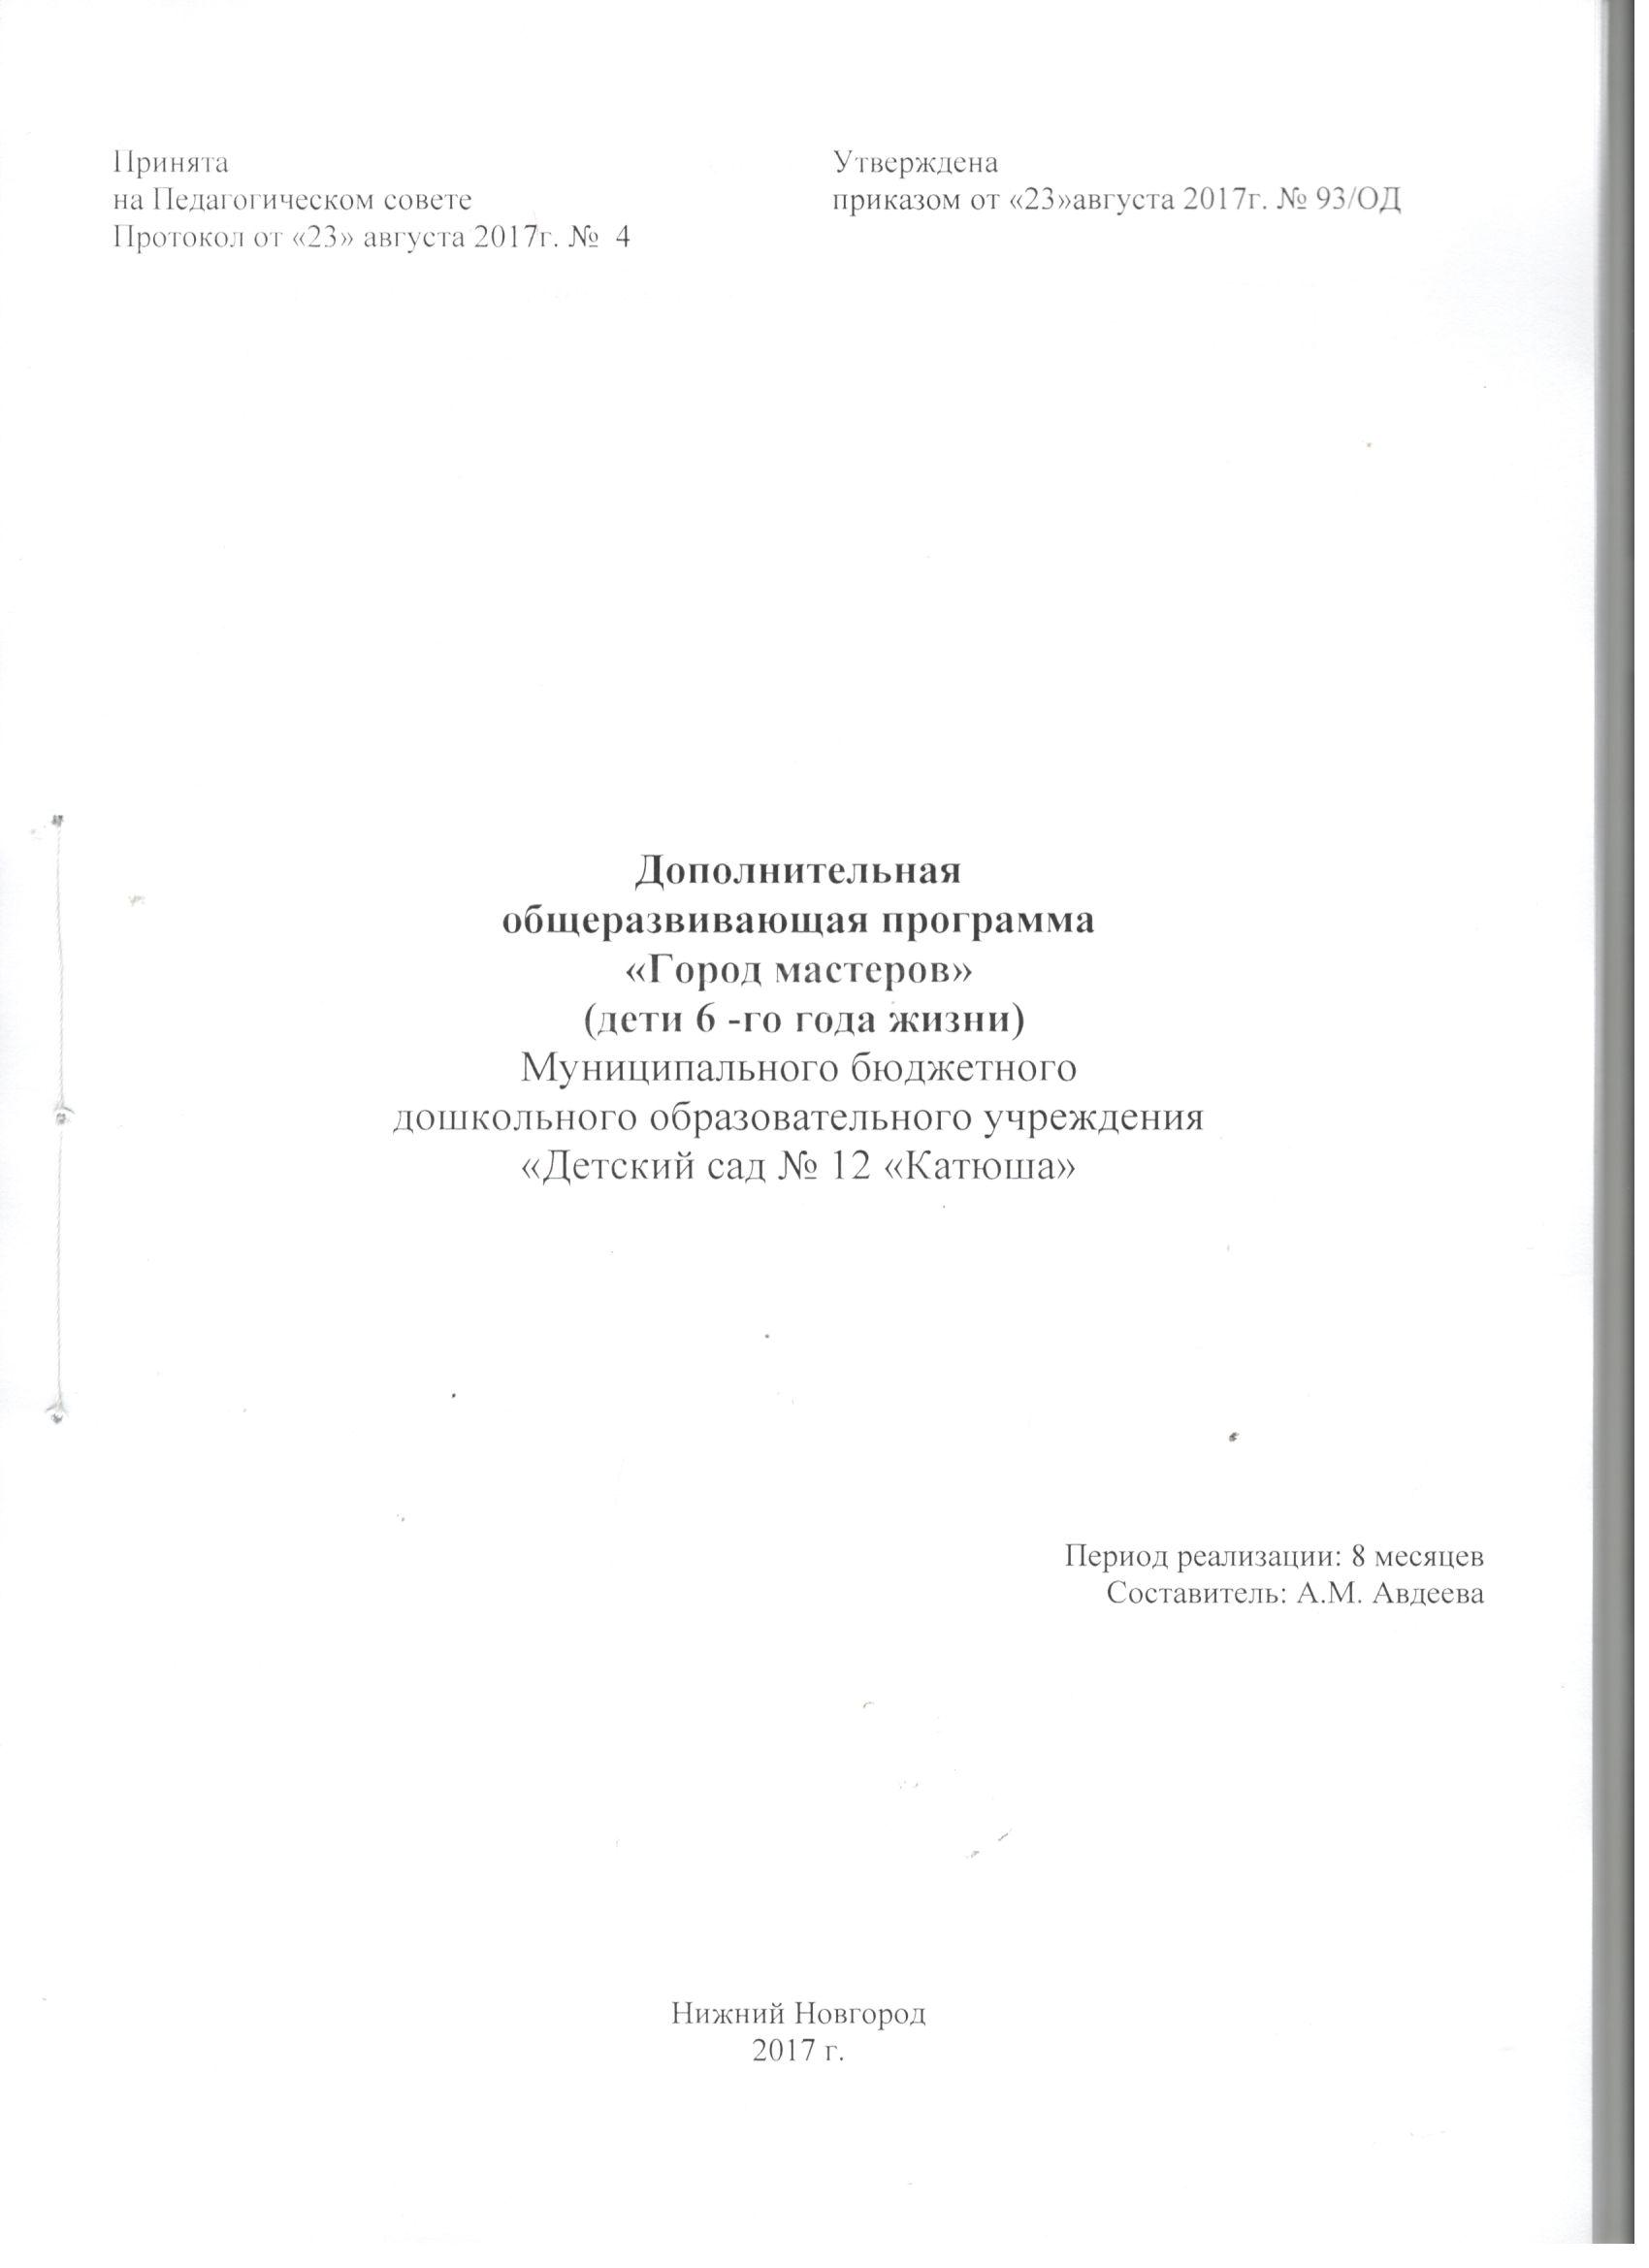 Принята
на Педагогическом совете
Протокол от «23» августа 2017г. №  4
Утверждена
приказом от «23»августа 2017г. № 93/ОД
Дополнительная
общеразвивающая программа
«Город мастеров»
(дети 6 -го года жизни)
Муниципального бюджетного
дошкольного образовательного учреждения
«Детский сад № 12 «Катюша»
Период реализации: 8 месяцев
Составитель: А.М. Авдеева
Нижний Новгород
2017 г.